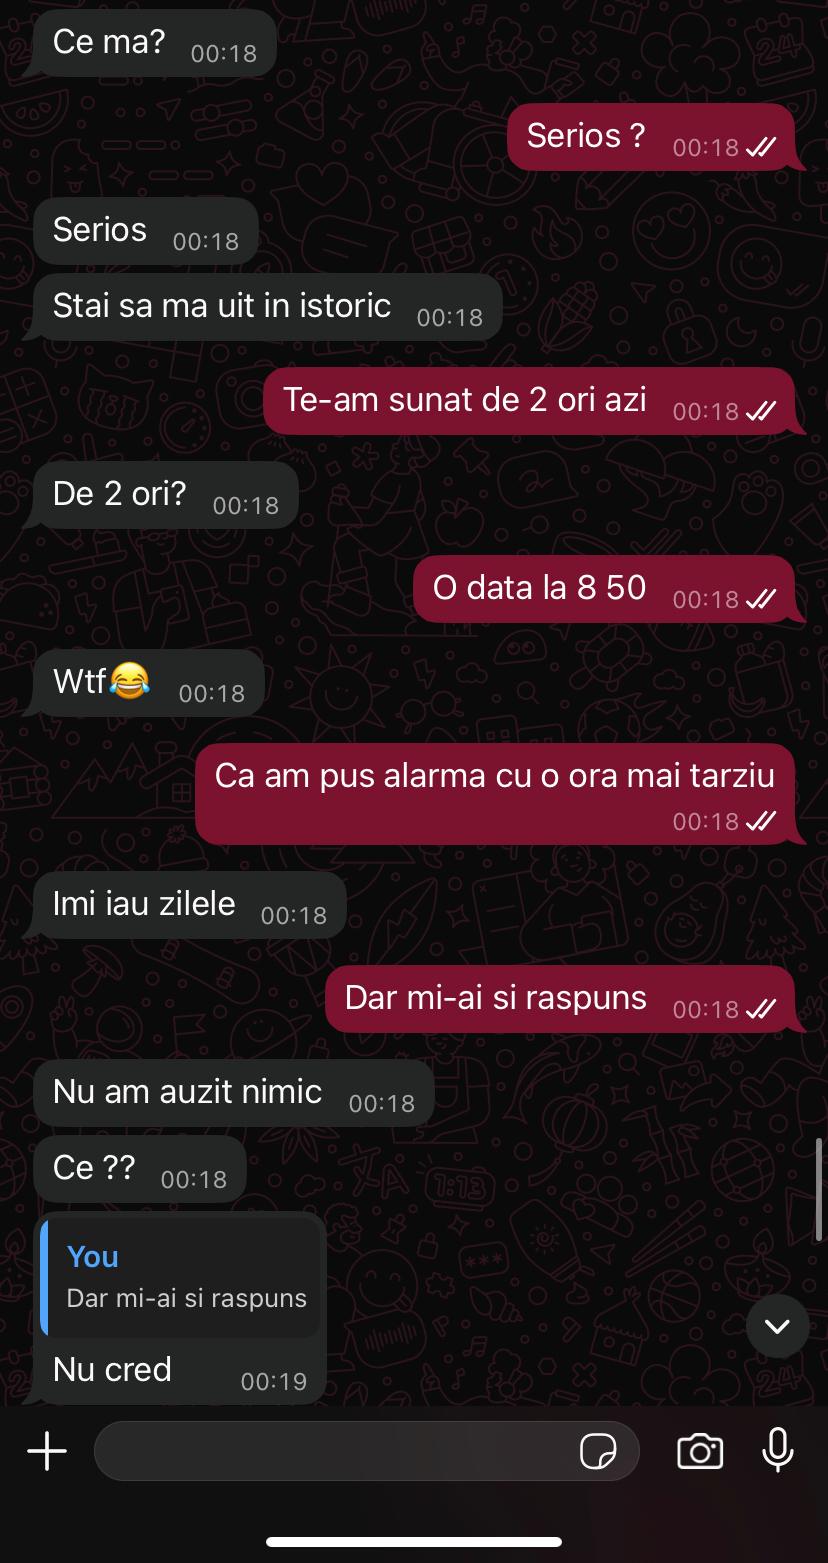 Ce ma? 00:18
Serios ? 00:18
Serios 00:18
Stai sa ma uit in istoric 00:18
Te-am sunat de 2 ori azi 00:18
De 2 ori? 00:18
O data la 8 50 00:18
Wtf😂 00:18
Ca am pus alarma cu o ora mai tarziu
00:18
Imi iau zilele 00:18
Dar mi-ai si raspuns 00:18
Nu am auzit nimic 00:18
Ce ?? 00:18
You
Dar mi-ai si raspuns
Nu cred 00:19